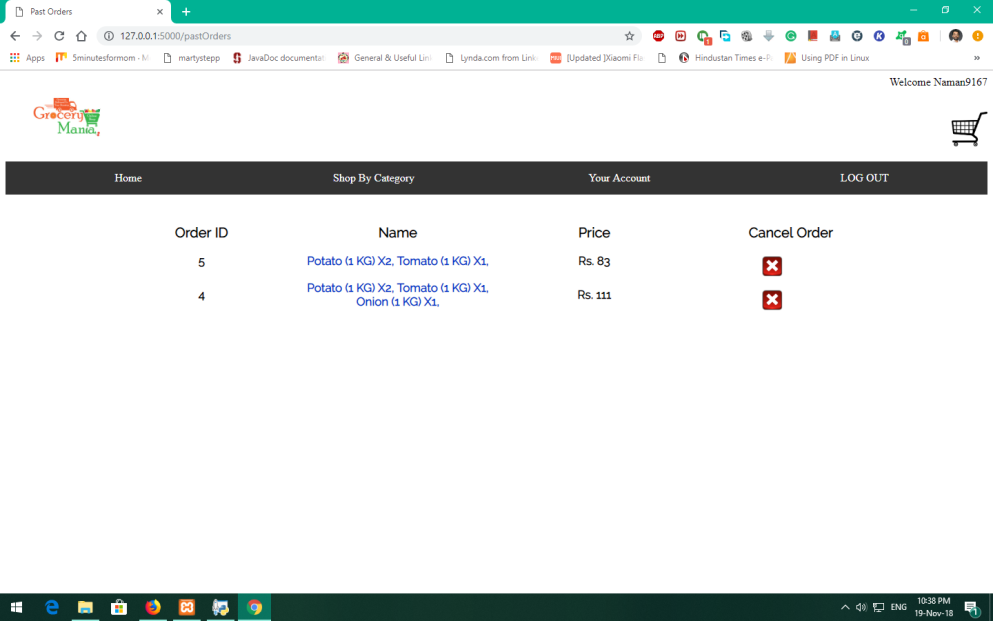 Past Orders
127.0.0.1:5000/pastOrders
Apps 5minutesformom - M martystepp JavaDoc documentat General & Useful Lin Lynda.com from Link [Updated ]Xiaomi Fla Hindustan Times e-Pa Using PDF in Linux »
Welcome Naman9167
Grocery
Mania
Home Shop By Category Your Account LOG OUT
Order ID Name Price Cancel Order
5 Potato (1 KG) X2, Tomato (1 KG) X1, Rs. 83
4 Potato (1 KG) X2, Tomato (1 KG) X1, Rs. 111
Onion (1 KG) X1,
ENG
10:38 PM
19-Nov-18